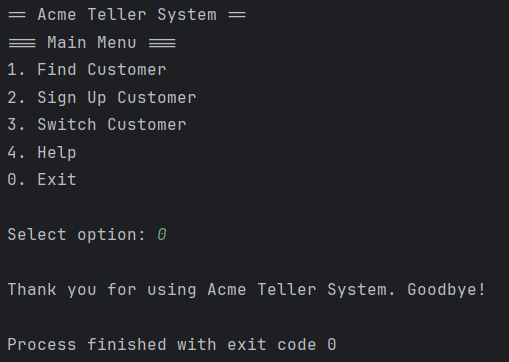 == Acme Teller System ==
=== Main Menu ===
1. Find Customer
2. Sign Up Customer
3. Switch Customer
4. Help
0. Exit
Select option: 0
Thank you for using Acme Teller System. Goodbye!
Process finished with exit code 0